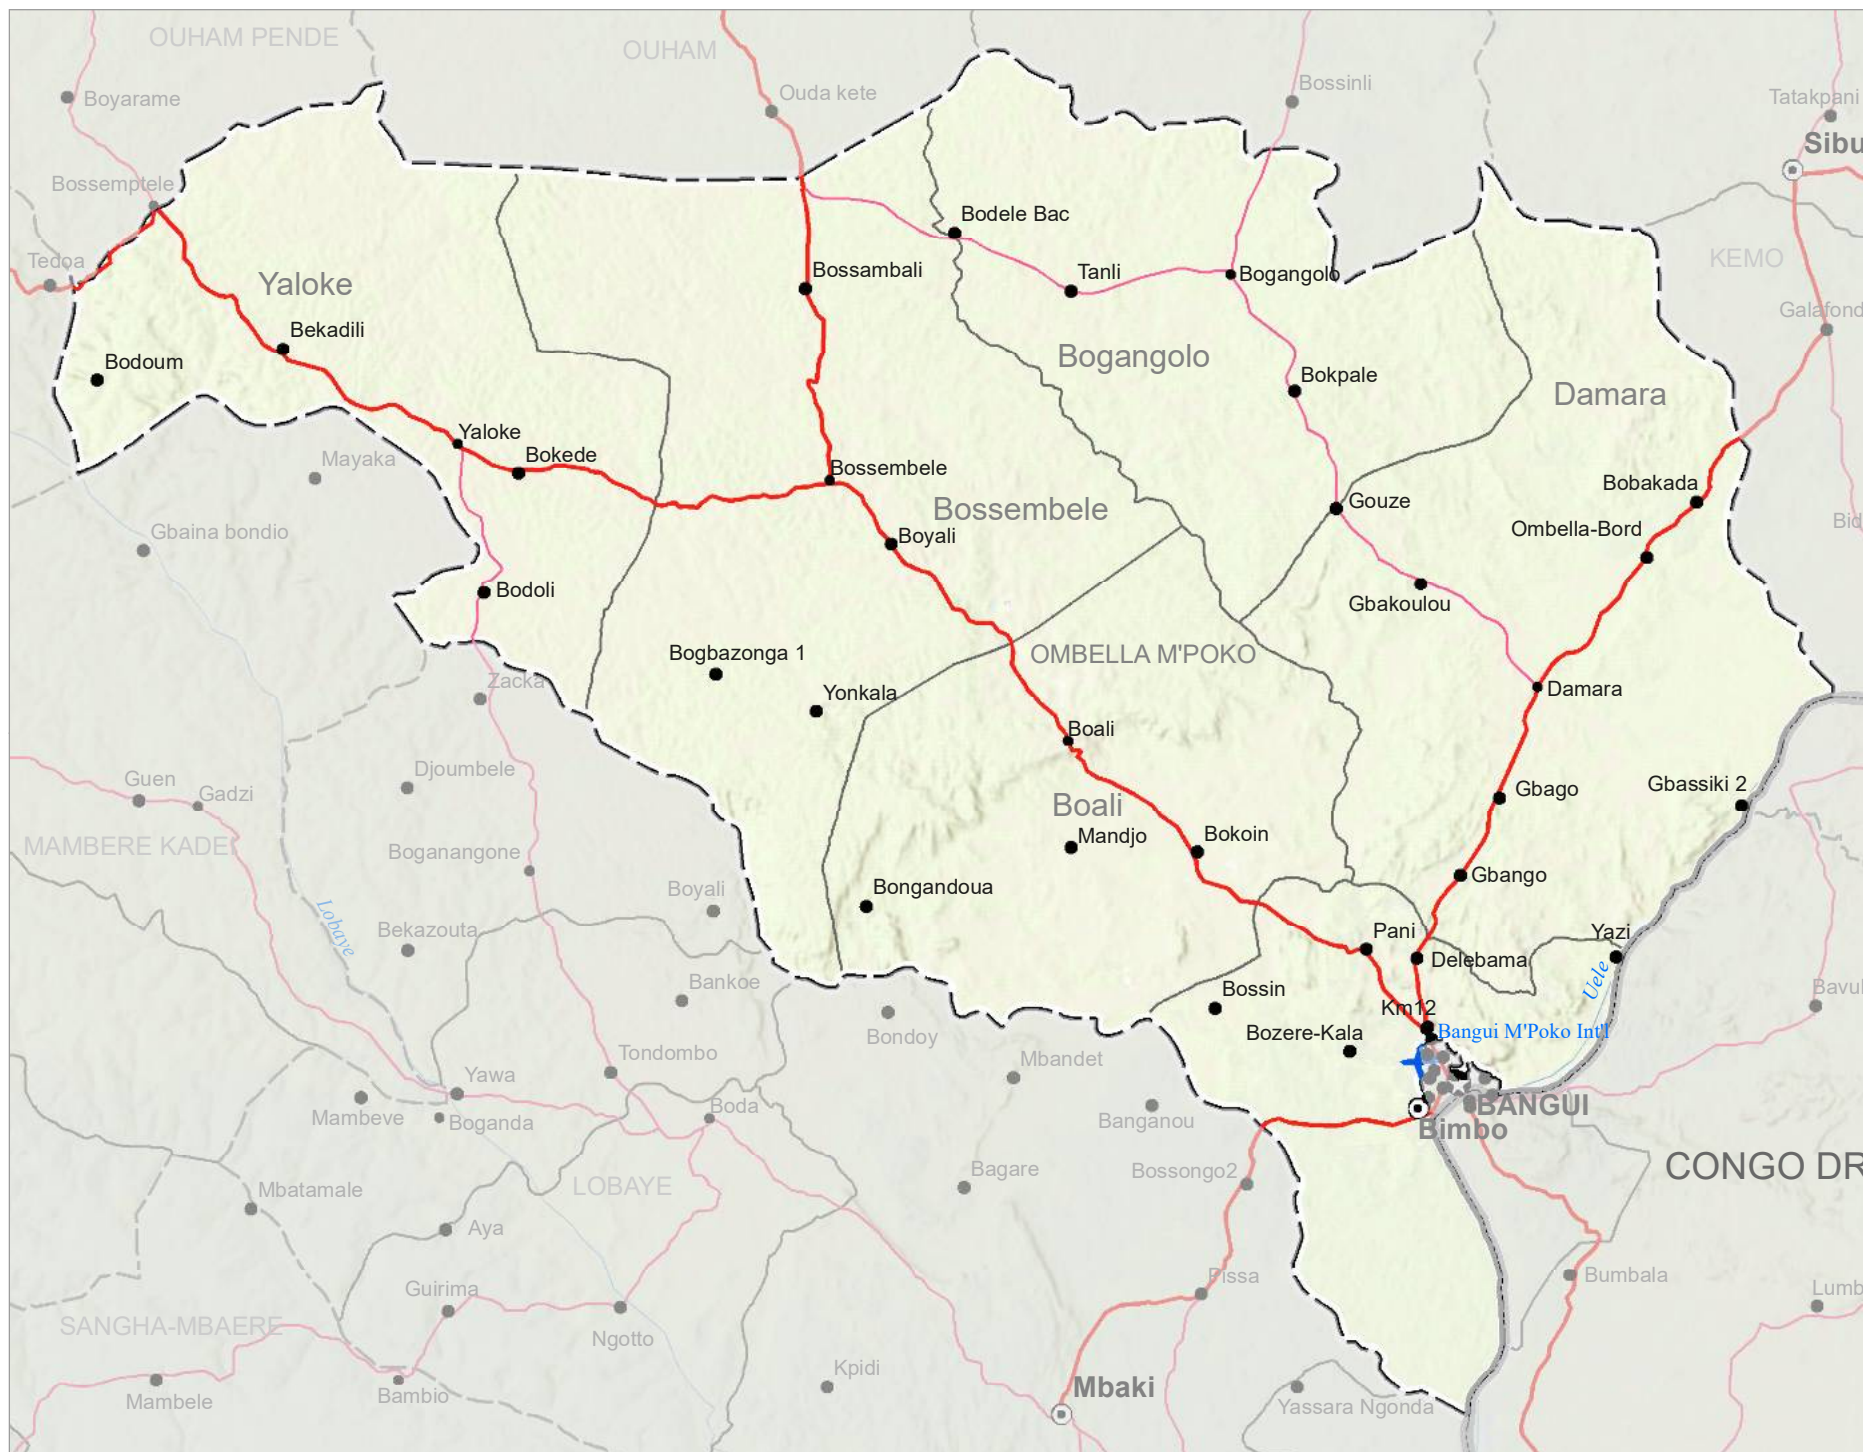 OUHAM PENDE
OUHAM
Boyarame
Ouda kete
Bossinli
Tatakpani
Sibu
Bossemptele
Bodele Bac
Tedoa
Yaloke
Bossambali
Tanli
Bogangolo
KEMO
Bekadili
Galafond
Bodoum
Bogangolo
Bokpale
Damara
Yaloke
Bokede
Mayaka
Bossembele
Bobakada
Bossembele
Gouze
Gbaina bondio
Boyali
Ombella-Bord
Bid
Bodoli
Gbakoulou
Bogbazonga 1
OMBELLA M'POKO
Zacka
Yonkala
Damara
Boali
Djoumbele
Guen
Gadzi
Boali
Gbago
Gbassiki 2
MAMBERE KADEI
Mandjo
Bokoin
Boganangone
Boyali
Bongandoua
Gbango
Lobaye
Bekazouta
Pani
Yazi
Delebama
Uele
Bankoe
Bossin
Bavul
Km12
Bondoy
Bozere-Kala
Bangui M'Poko Int'l
Tondombo
Mbandet
Yawa
Mambeve
Boganda
Boda
Banganou
BANGUI
Bimbo
Mbatamale
LOBAYE
Bagare
Bossongo2
CONGO DR
Aya
Guirima
Pissa
Bumbala
Lumb
SANGHA-MBAERE
Ngotto
Kpidi
Mbaki
Mambele
Bambio
Yassara Ngonda